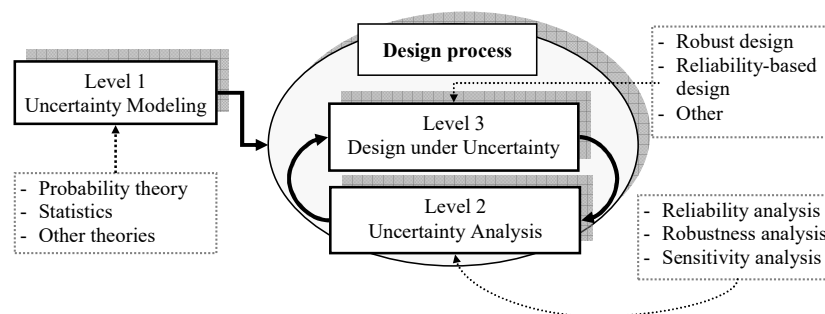 Design process
Level 1
Uncertainty Modeling
- Probability theory
- Statistics
- Other theories
Level 3
Design under Uncertainty
Level 2
Uncertainty Analysis
- Robust design
- Reliability-based
design
- Other
- Reliability analysis
- Robustness analysis
- Sensitivity analysis